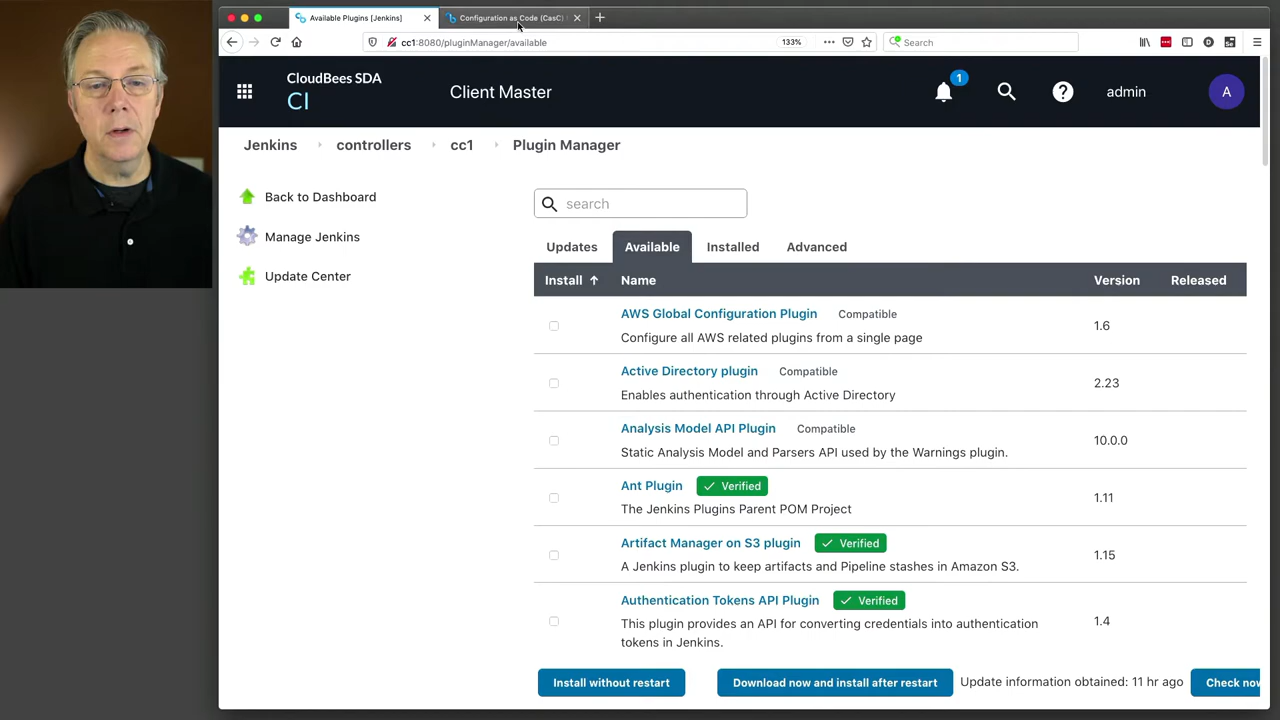 Available Plugins [Jenkins]
Configuration as Code (CasC)
cc1:8080/pluginManager/available
133%
Search
CloudBees SDA
CI
Client Master
1
admin
A
Jenkins
controllers
cc1
Plugin Manager
Back to Dashboard
Manage Jenkins
Update Center
search
Updates
Available
Installed
Advanced
Install
Name
Version
Released
AWS Global Configuration Plugin
Compatible
Configure all AWS related plugins from a single page
1.6
Active Directory plugin
Compatible
Enables authentication through Active Directory
2.23
Analysis Model API Plugin
Compatible
Static Analysis Model and Parsers API used by the Warnings plugin.
10.0.0
Ant Plugin
Verified
The Jenkins Plugins Parent POM Project
1.11
Artifact Manager on S3 plugin
Verified
A Jenkins plugin to keep artifacts and Pipeline stashes in Amazon S3.
1.15
Authentication Tokens API Plugin
Verified
This plugin provides an API for converting credentials into authentication
tokens in Jenkins.
1.4
Install without restart
Download now and install after restart
Update information obtained: 11 hr ago
Check now